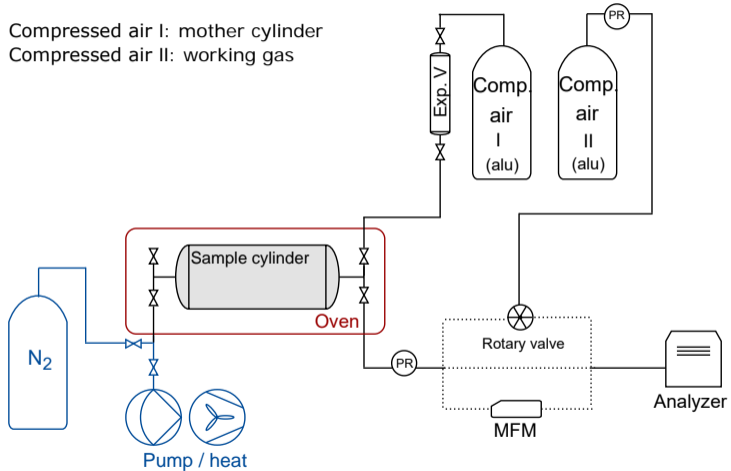 Compressed air I: mother cylinder
Compressed air II: working gas
PR
Exp. V
Comp.
air
I
(alu)
Comp.
air
II
(alu)
Sample cylinder
Oven
N2
Rotary valve
PR
MFM
Analyzer
Pump / heat